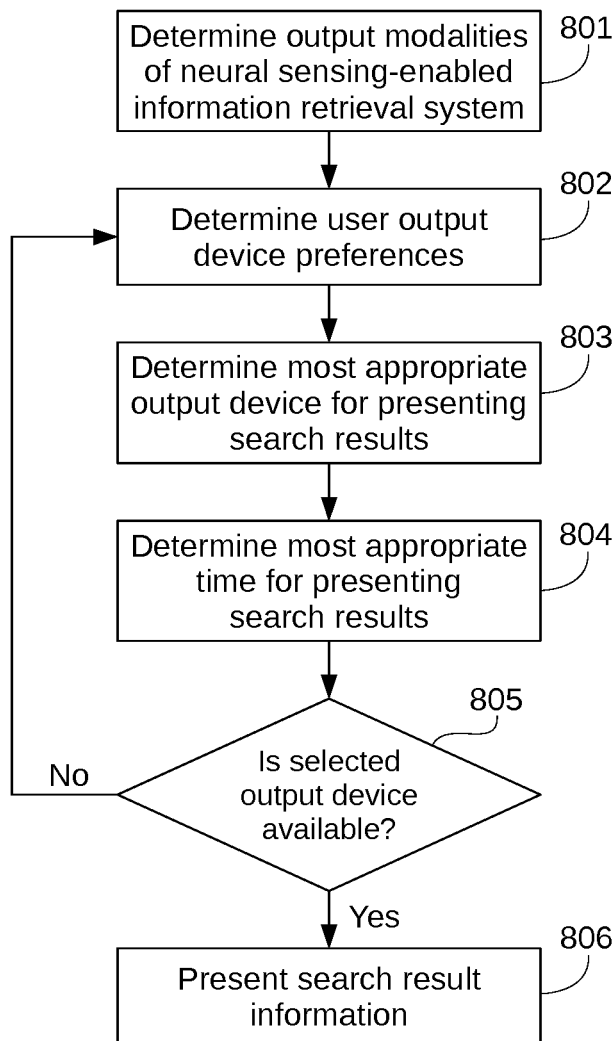 Determine output modalities
of neural sensing-enabled
information retrieval system
801
Determine user output
device preferences
802
Determine most appropriate
output device for presenting
search results
803
Determine most appropriate
time for presenting
search results
804
Is selected
output device
available?
805
No
Yes
Present search result
information
806